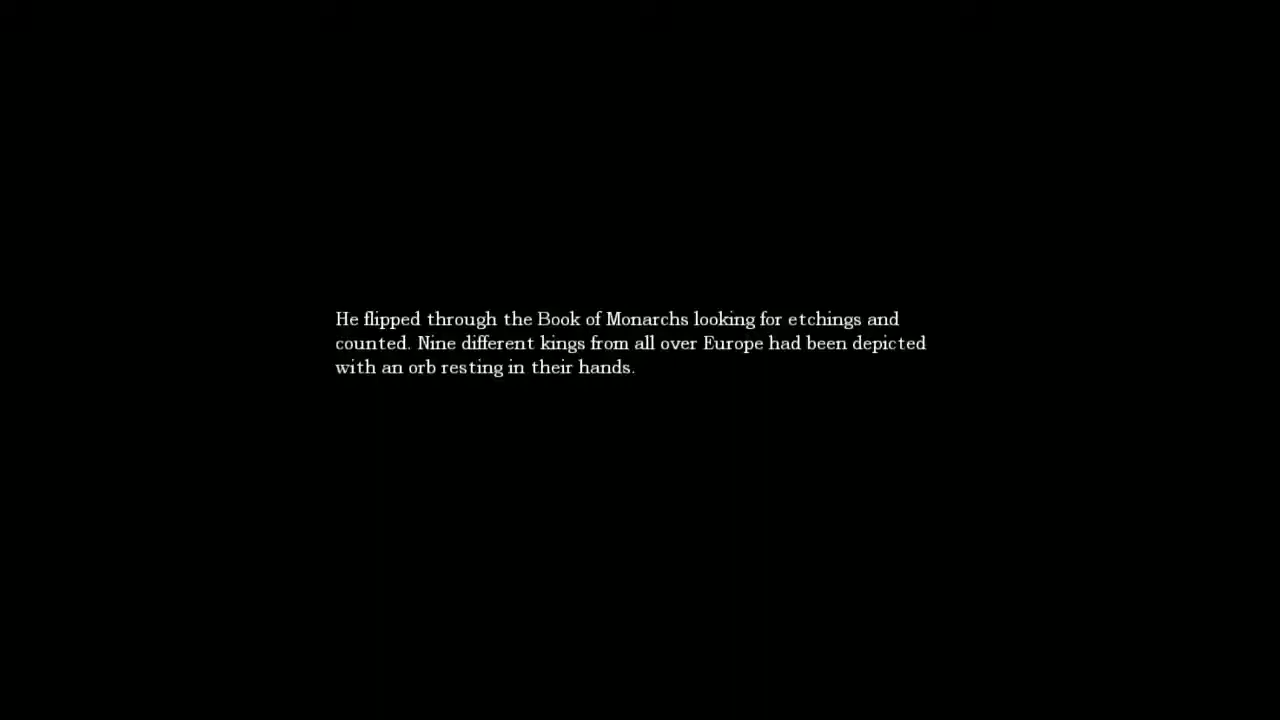 He flipped through the Book of Monarchs looking for etchings and
counted. Nine different kings from all over Europe had been depicted
with an orb resting in their hands.